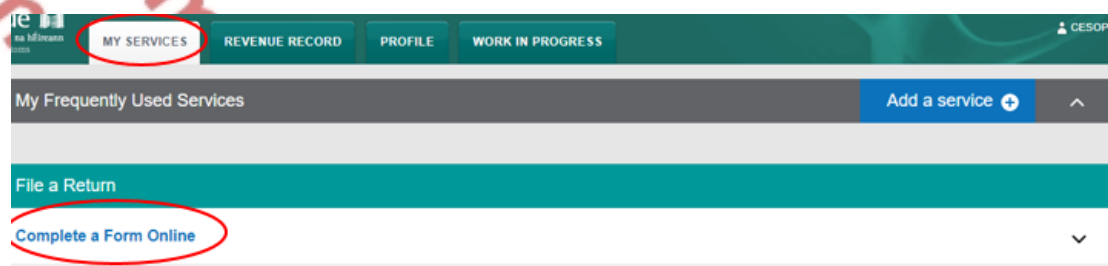 na hÉireann
MY SERVICES
REVENUE RECORD
PROFILE
WORK IN PROGRESS
CESOP
My Frequently Used Services
Add a service
File a Return
Complete a Form Online